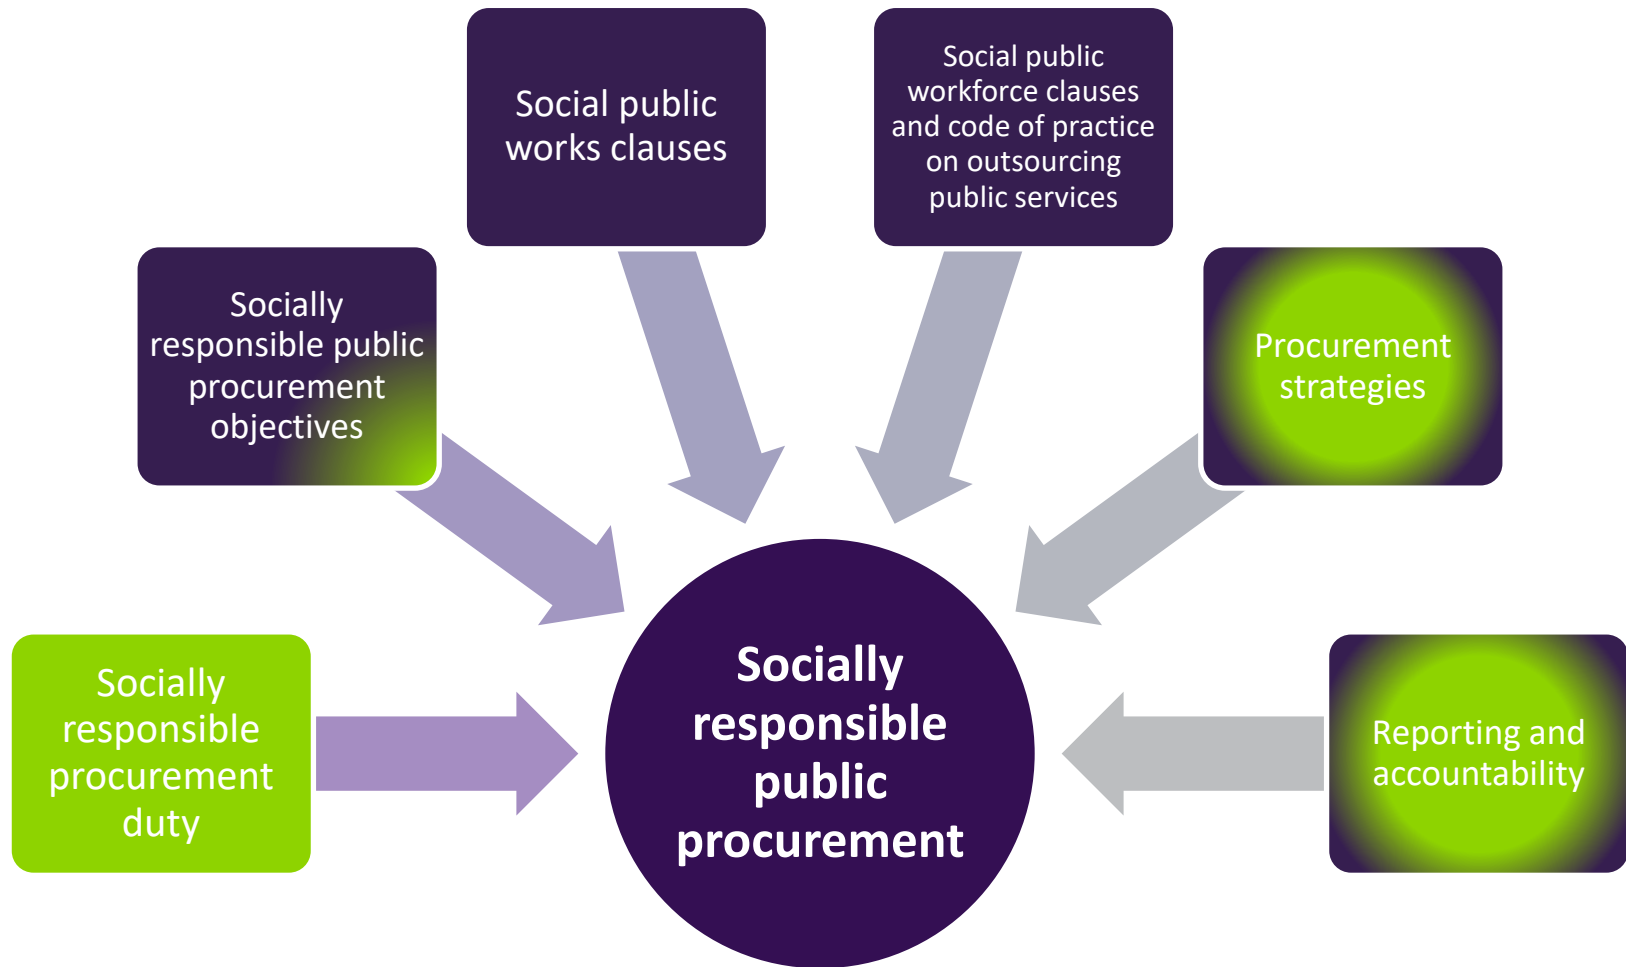 Social public
works clauses
Social public
workforce clauses
and code of practice
on outsourcing
public services
Socially
responsible public
procurement
objectives
Procurement
strategies
Socially
responsible
procurement
duty
Socially
responsible
public
procurement
Reporting and
accountability